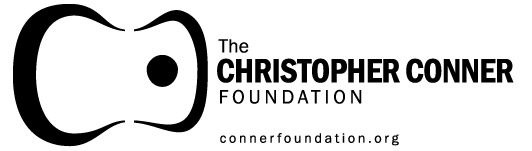 The
CHRISTOPHER CONNER
FOUNDATION
connerfoundation.org